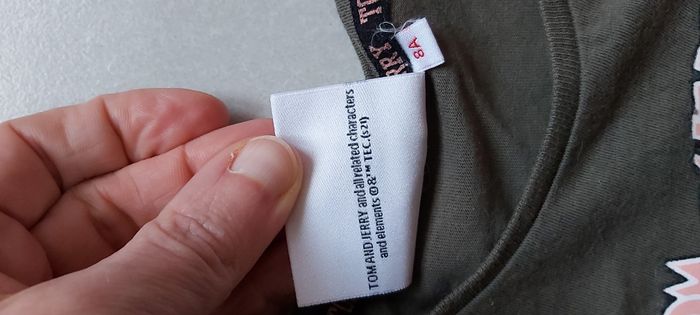 TOM AND JERRY and all related characters
and elements ©&™ TEC.(s21)
8A